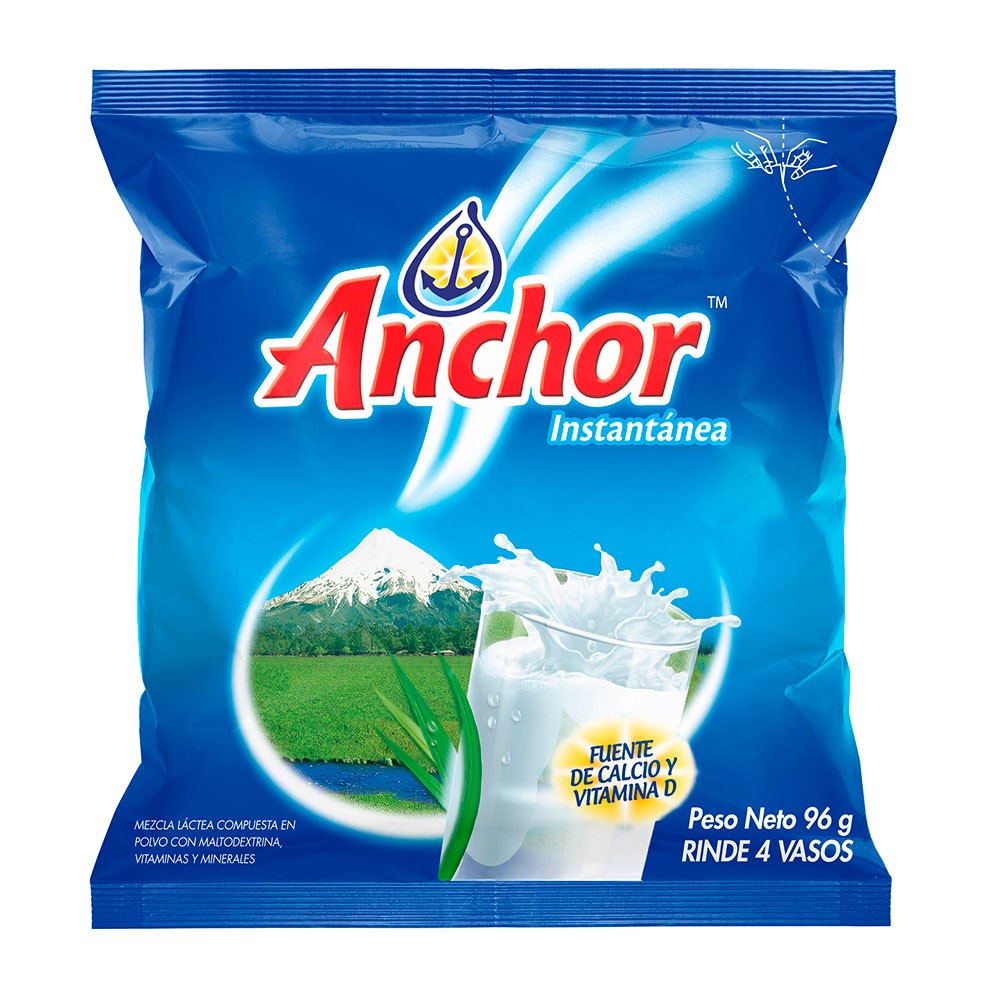 Anchor
TM
Instantánea
FUENTE
DE CALCIO Y
VITAMINA D
MEZCLA LÁCTEA COMPUESTA EN
POLVO CON MALTODEXTRINA,
VITAMINAS Y MINERALES
Peso Neto 96 g
RINDE 4 VASOS